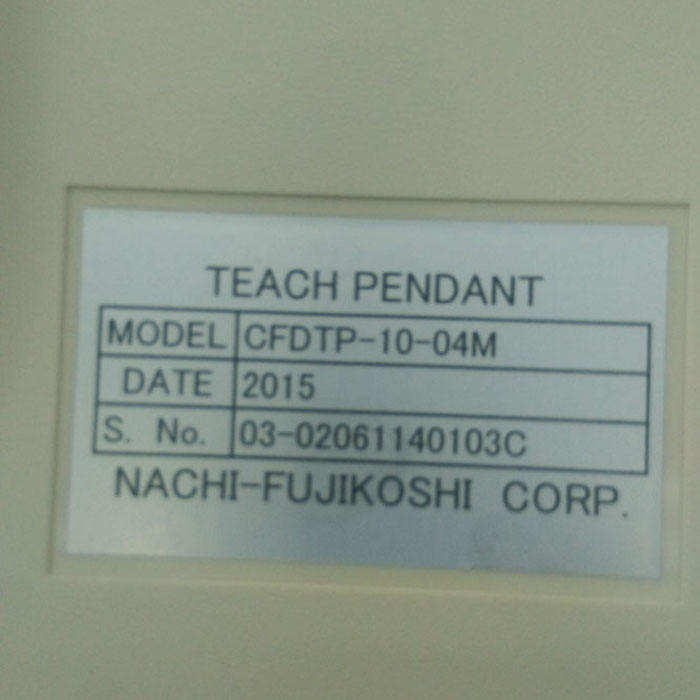 TEACH PENDANT
MODEL CFDTP-10-04M
DATE 2015
S. No. 03-02061140103C
NACHI-FUJIKOSHI CORP.